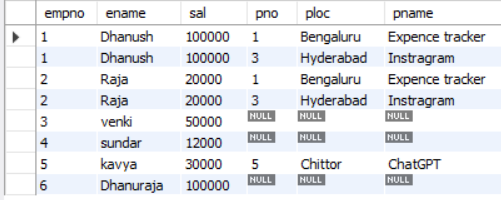 empno ename sal pno ploc pname
1 Dhanush 100000 1 Bengaluru Expence tracker
1 Dhanush 100000 3 Hyderabad Instragram
2 Raja 20000 1 Bengaluru Expence tracker
2 Raja 20000 3 Hyderabad Instragram
3 venki 50000 NULL NULL NULL
4 sundar 12000 NULL NULL NULL
5 kavya 30000 5 Chittor ChatGPT
6 Dhanuraja 100000 NULL NULL NULL